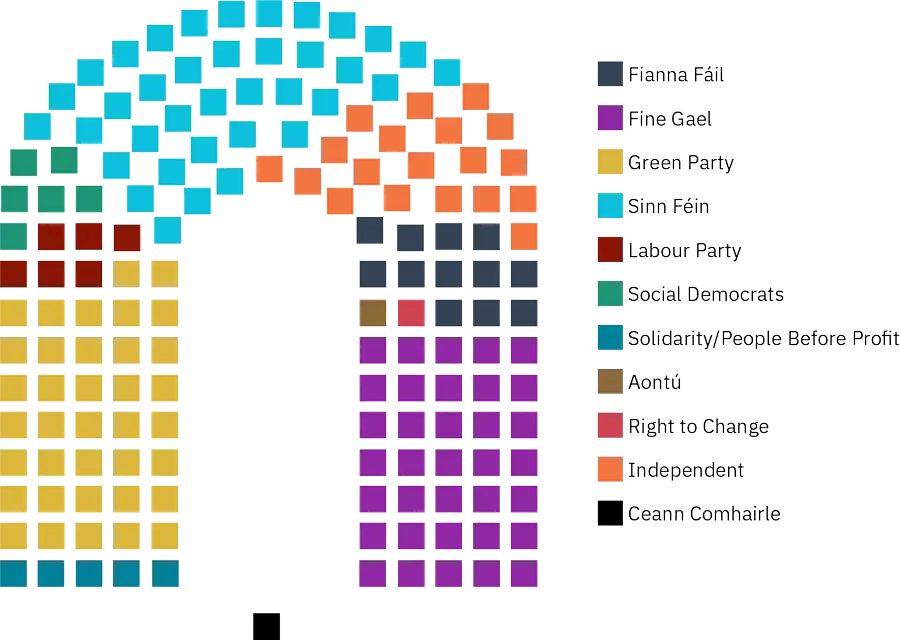 Fianna Fáil
Fine Gael
Green Party
Sinn Féin
Labour Party
Social Democrats
Solidarity/People Before Profit
Aontú
Right to Change
Independent
Ceann Comhairle